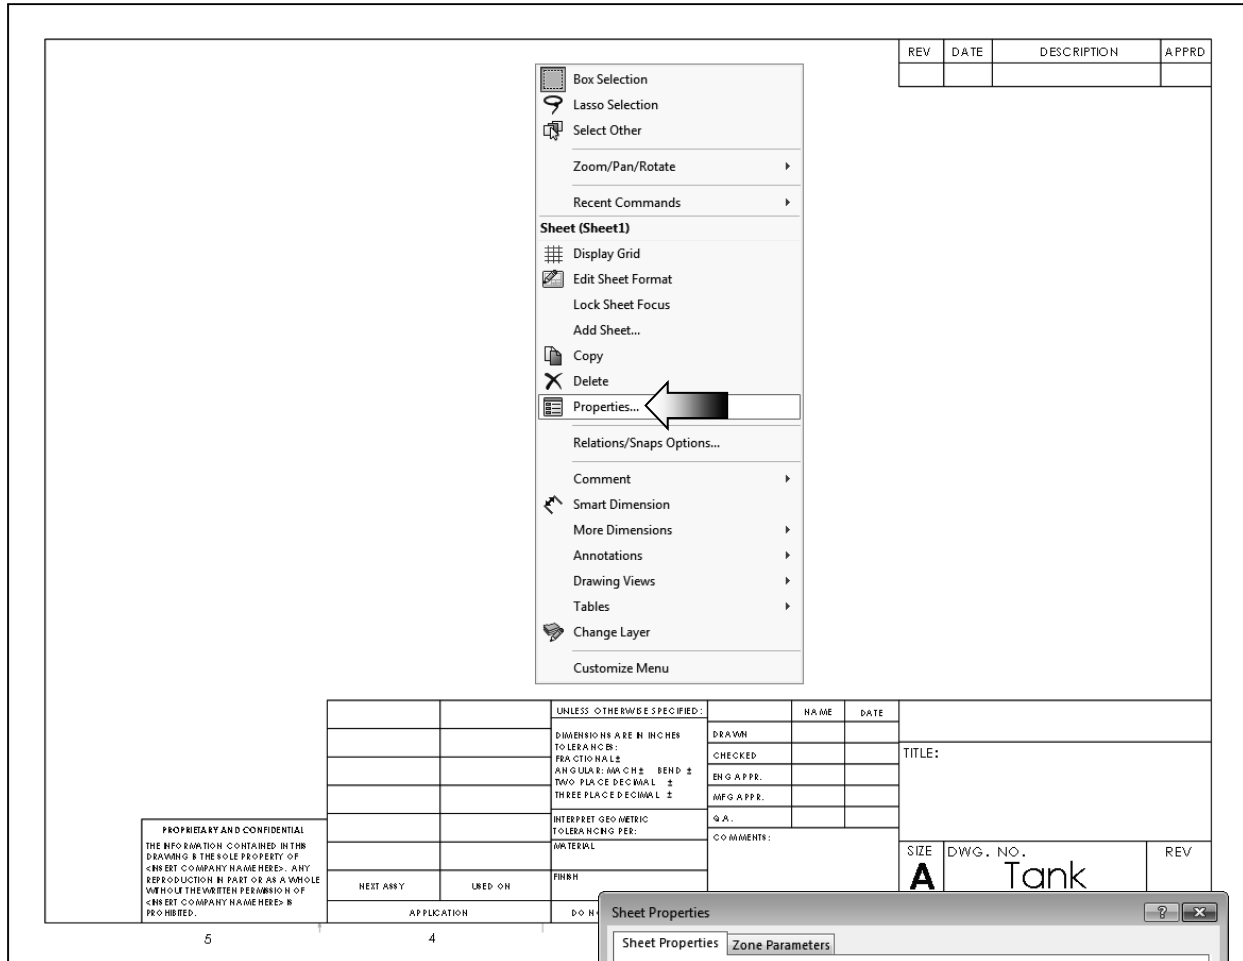 REV DATE DESCRIPTION APPRD
Box Selection
Lasso Selection
Select Other
Zoom/Pan/Rotate
Recent Commands
Sheet (Sheet1)
Display Grid
Edit Sheet Format
Lock Sheet Focus
Add Sheet...
Copy
Delete
Properties...
Relations/Snaps Options...
Comment
Smart Dimension
More Dimensions
Annotations
Drawing Views
Tables
Change Layer
Customize Menu
PROPRIETARY AND CONFIDENTIAL
THE INFORMATION CONTAINED IN THIS
DRAWING IS THE SOLE PROPERTY OF
<INSERT COMPANY NAME HERE>. ANY
REPRODUCTION IN PART OR AS A WHOLE
WITHOUT THE WRITTEN PERMISSION OF
<INSERT COMPANY NAME HERE> IS
PROHIBITED.
NEXT ASSY USED ON
APPLICATION
UNLESS OTHERWISE SPECIFIED:
DIMENSIONS ARE IN INCHES
TOLERANCES:
FRACTIONAL ±
ANGULAR: MACH ± BEND ±
TWO PLACE DECIMAL ±
THREE PLACE DECIMAL ±
INTERPRET GEOMETRIC
TOLERANCING PER:
MATERIAL
FINISH
DO N
NAME DATE
DRAWN
CHECKED
ENG APPR.
MFG APPR.
Q.A.
COMMENTS:
TITLE:
SIZE DWG. NO. REV
A Tank
5 4
Sheet Properties
Sheet Properties Zone Parameters